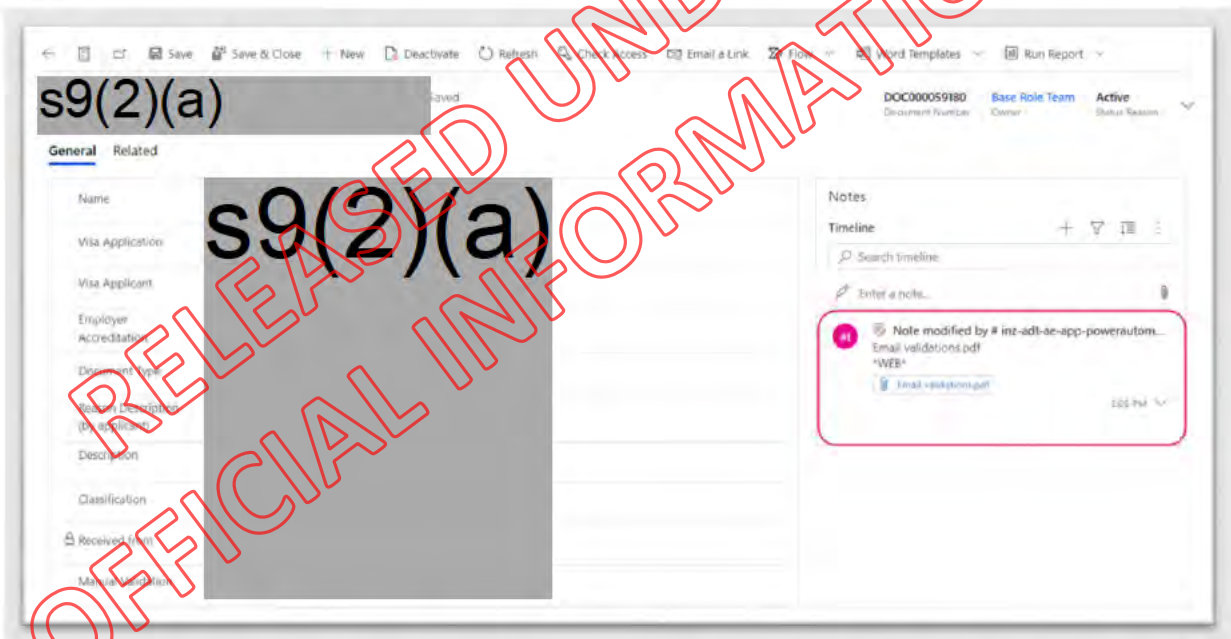 Save Save & Close + New Deactivate Refresh Check Access Email a Link Flow Word Templates Run Report
s9(2)(a)
Saved
DOC000059180 Base Role Team Active
Document Number Owner Status Reason
General Related
Name
Visa Application
Visa Applicant
Employer
Accreditation
Document Type
Reason Description
(by applicant)
Description
Classification
Received from
Manual Validation
s9(2)(a)
Notes
Timeline
Search timeline
Enter a note...
Note modified by # inz-adt-ae-app-powerautom...
Email validations.pdf
*WEB*
Email validations.pdf
PM
RELEASED UND
OFFICIAL INFORMATIO